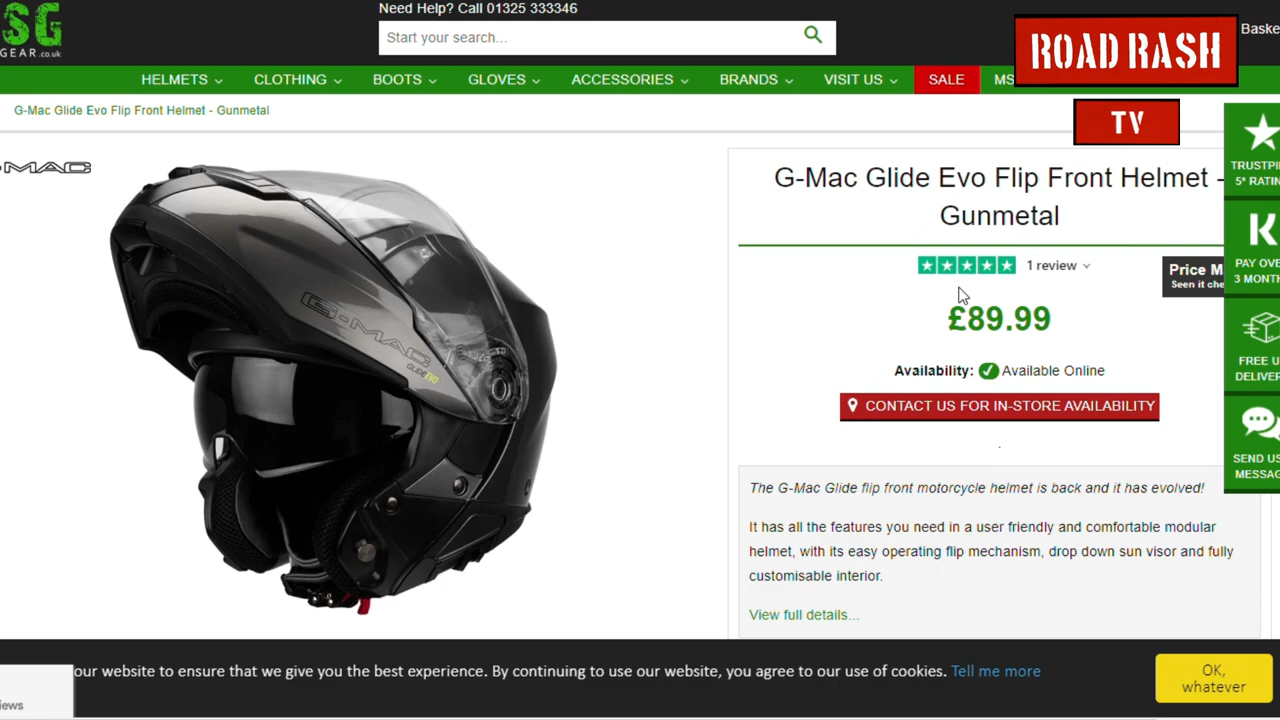 SG
GEAR.co.uk
Need Help? Call 01325 333346
Start your search...
ROAD RASH
TV
Baske
HELMETS
CLOTHING
BOOTS
GLOVES
ACCESSORIES
BRANDS
VISIT US
SALE
MS
G-Mac Glide Evo Flip Front Helmet - Gunmetal
-MAC
G-MAC
GLIDE EVO
G-Mac Glide Evo Flip Front Helmet -
Gunmetal
1 review
Price M
Seen it che
£89.99
Availability: Available Online
CONTACT US FOR IN-STORE AVAILABILITY
The G-Mac Glide flip front motorcycle helmet is back and it has evolved!
It has all the features you need in a user friendly and comfortable modular
helmet, with its easy operating flip mechanism, drop down sun visor and fully
customisable interior.
View full details...
TRUSTPI
5* RATIN
K
PAY OVE
3 MONTH
FREE U
DELIVER
SEND US
MESSAG
our website to ensure that we give you the best experience. By continuing to use our website, you agree to our use of cookies. Tell me more
OK,
whatever
iews